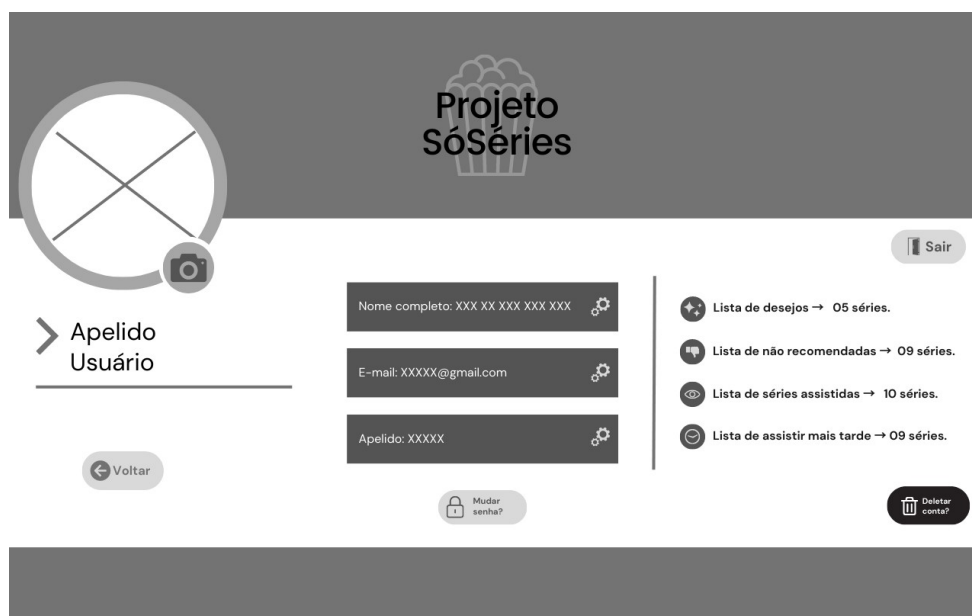 Projeto
SóSéries
Sair
Apelido
Usuário
Voltar
Nome completo: XXX XX XXX XXX XXX
E-mail: XXXXX@gmail.com
Apelido: XXXXX
Mudar
senha?
Lista de desejos → 05 séries.
Lista de não recomendadas → 09 séries.
Lista de séries assistidas → 10 séries.
Lista de assistir mais tarde → 09 séries.
Deletar
conta?